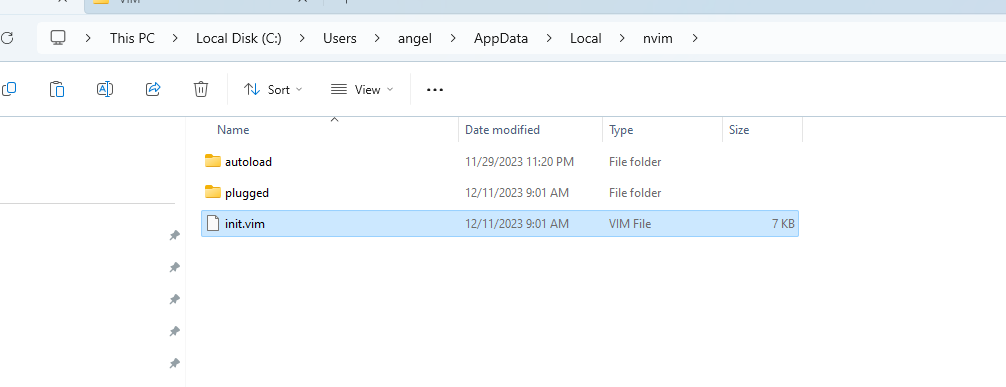 VIM
This PC > Local Disk (C:) > Users > angel > AppData > Local > nvim >
Sort View
Name Date modified Type Size
autoload 11/29/2023 11:20 PM File folder
plugged 12/11/2023 9:01 AM File folder
init.vim 12/11/2023 9:01 AM VIM File 7 KB